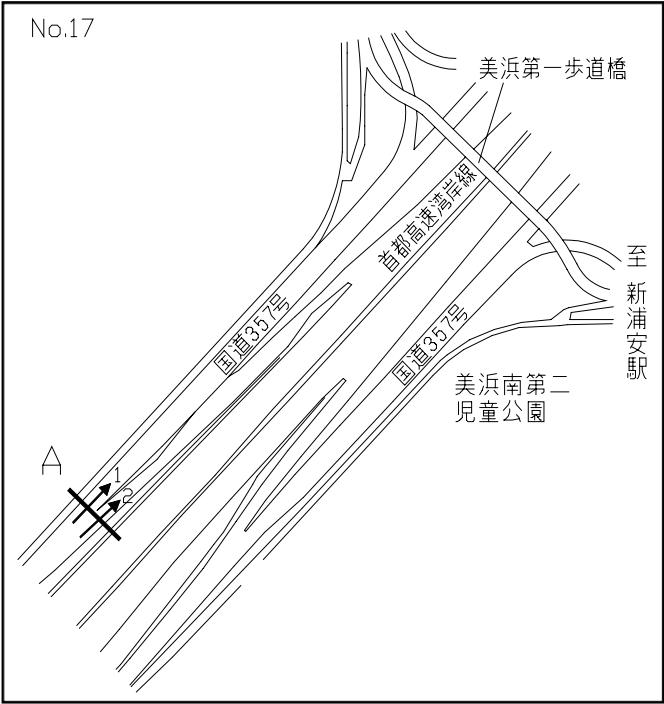 No.17
美浜第一歩道橋
首都高速湾岸線
至
新浦安駅
国道357号
国道357号
美浜南第二
児童公園
A
1
2